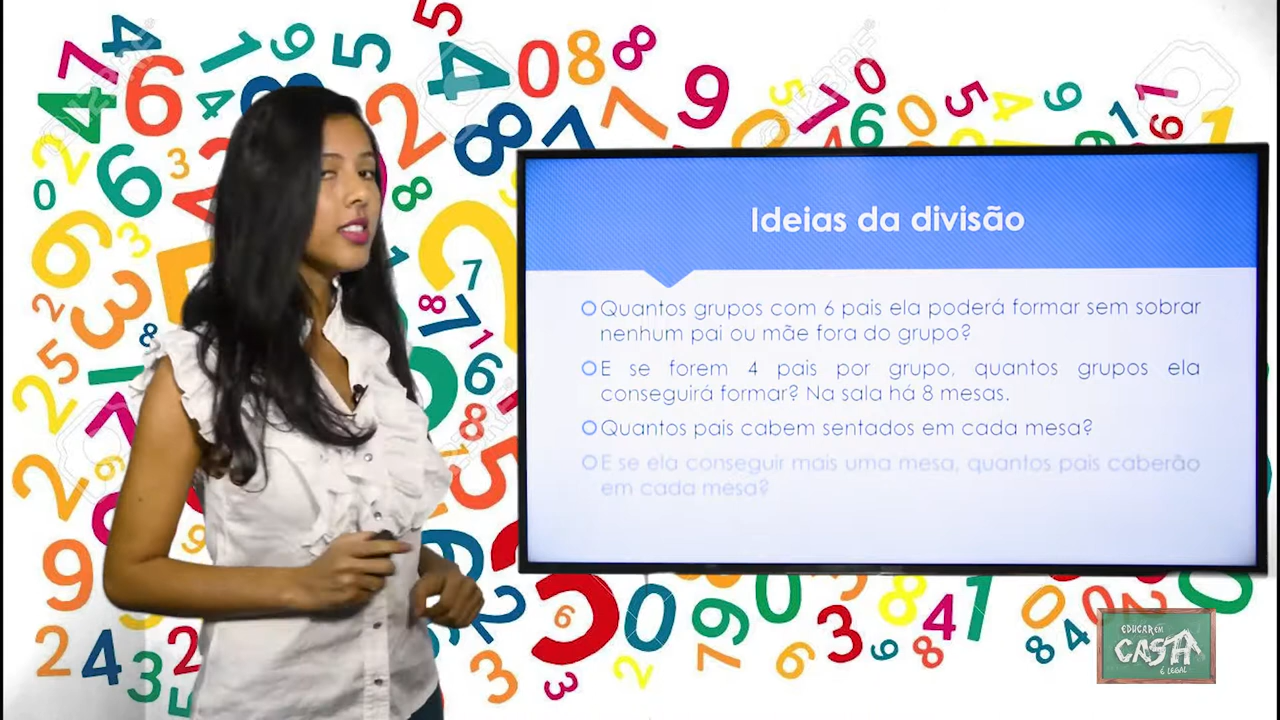 Ideias da divisão
Quantos grupos com 6 pais ela poderá formar sem sobrar
nenhum pai ou mãe fora do grupo?
E se forem 4 pais por grupo, quantos grupos ela
conseguirá formar? Na sala há 8 mesas.
Quantos pais cabem sentados em cada mesa?
E se ela conseguir mais uma mesa, quantos pais caberão
em cada mesa?
EDUCAR EM
CASA
É LEGAL